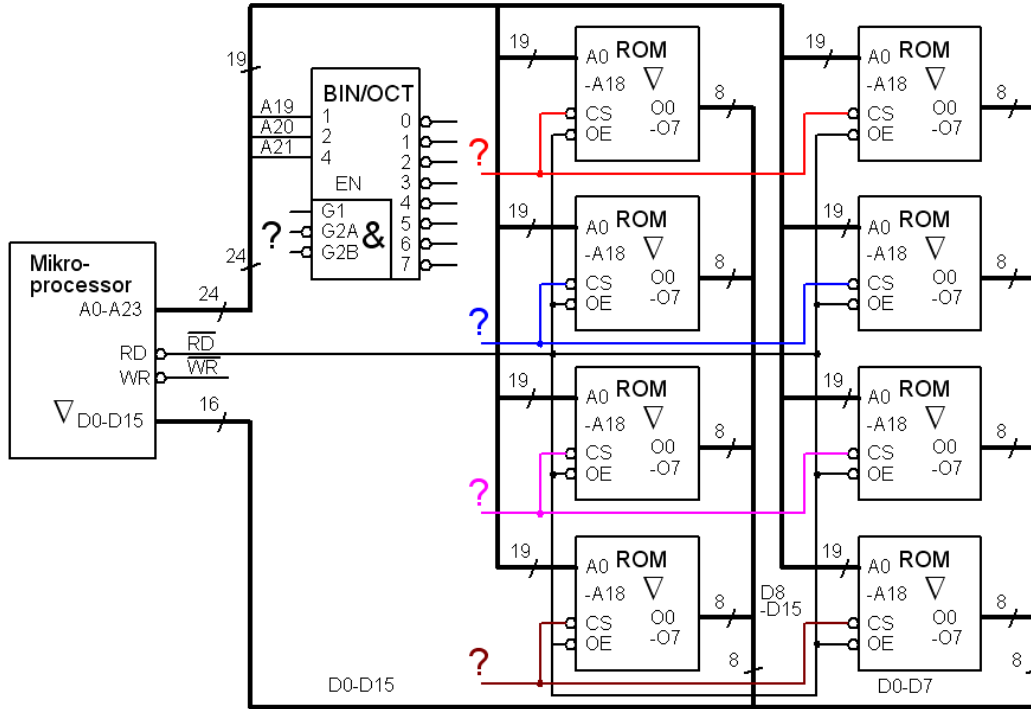 19
A19
A20
A21
BIN/OCT
1
2
4
EN
G1
G2A
G2B
&
?
0
1
2
3
4
5
6
7
24
Mikro-
processor
A0-A23
24
RD
RD
WR
WR
D0-D15
16
D0-D15
19
A0
ROM
-A18
O0
-O7
CS
OE
8
?
19
A0
ROM
-A18
O0
-O7
CS
OE
8
19
A0
ROM
-A18
O0
-O7
CS
OE
8
?
19
A0
ROM
-A18
O0
-O7
CS
OE
8
19
A0
ROM
-A18
O0
-O7
CS
OE
8
?
19
A0
ROM
-A18
O0
-O7
CS
OE
8
19
A0
ROM
-A18
O0
-O7
CS
OE
8
?
D8
-D15
8
19
A0
ROM
-A18
O0
-O7
CS
OE
8
D0-D7
8